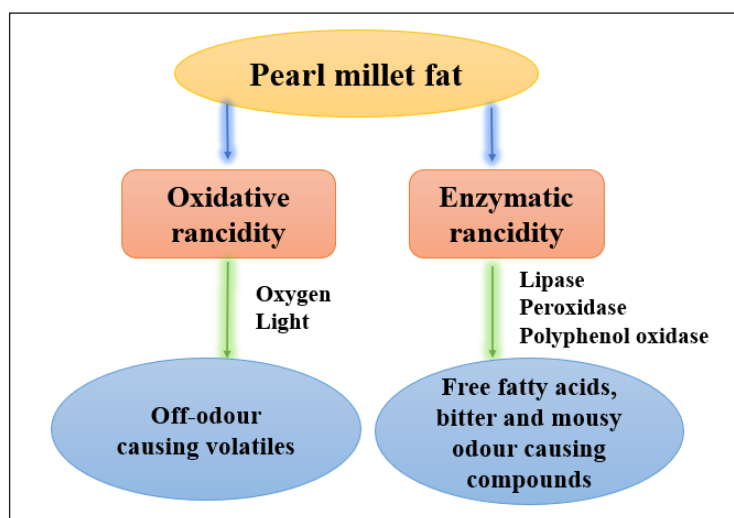 Pearl millet fat
Oxidative
rancidity
Enzymatic
rancidity
Oxygen
Light
Lipase
Peroxidase
Polyphenol oxidase
Off-odour
causing volatiles
Free fatty acids,
bitter and mousy
odour causing
compounds